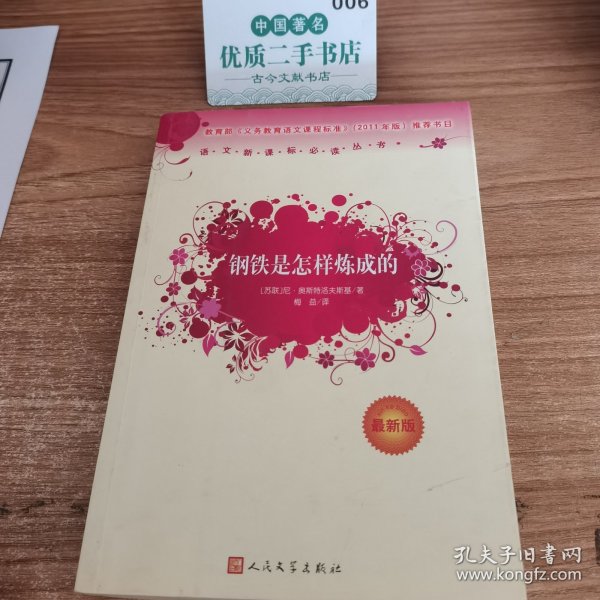 006
中国著名
优质二手书店
古今文献书店
教育部《义务教育语文课程标准》(2011年版)推荐书目
语·文·新·课·标·必·读·丛·书
钢铁是怎样炼成的
[苏联]尼·奥斯特洛夫斯基/著
梅益/译
最新版
人民文学出版社
孔夫子旧书网
www.kongfz.com